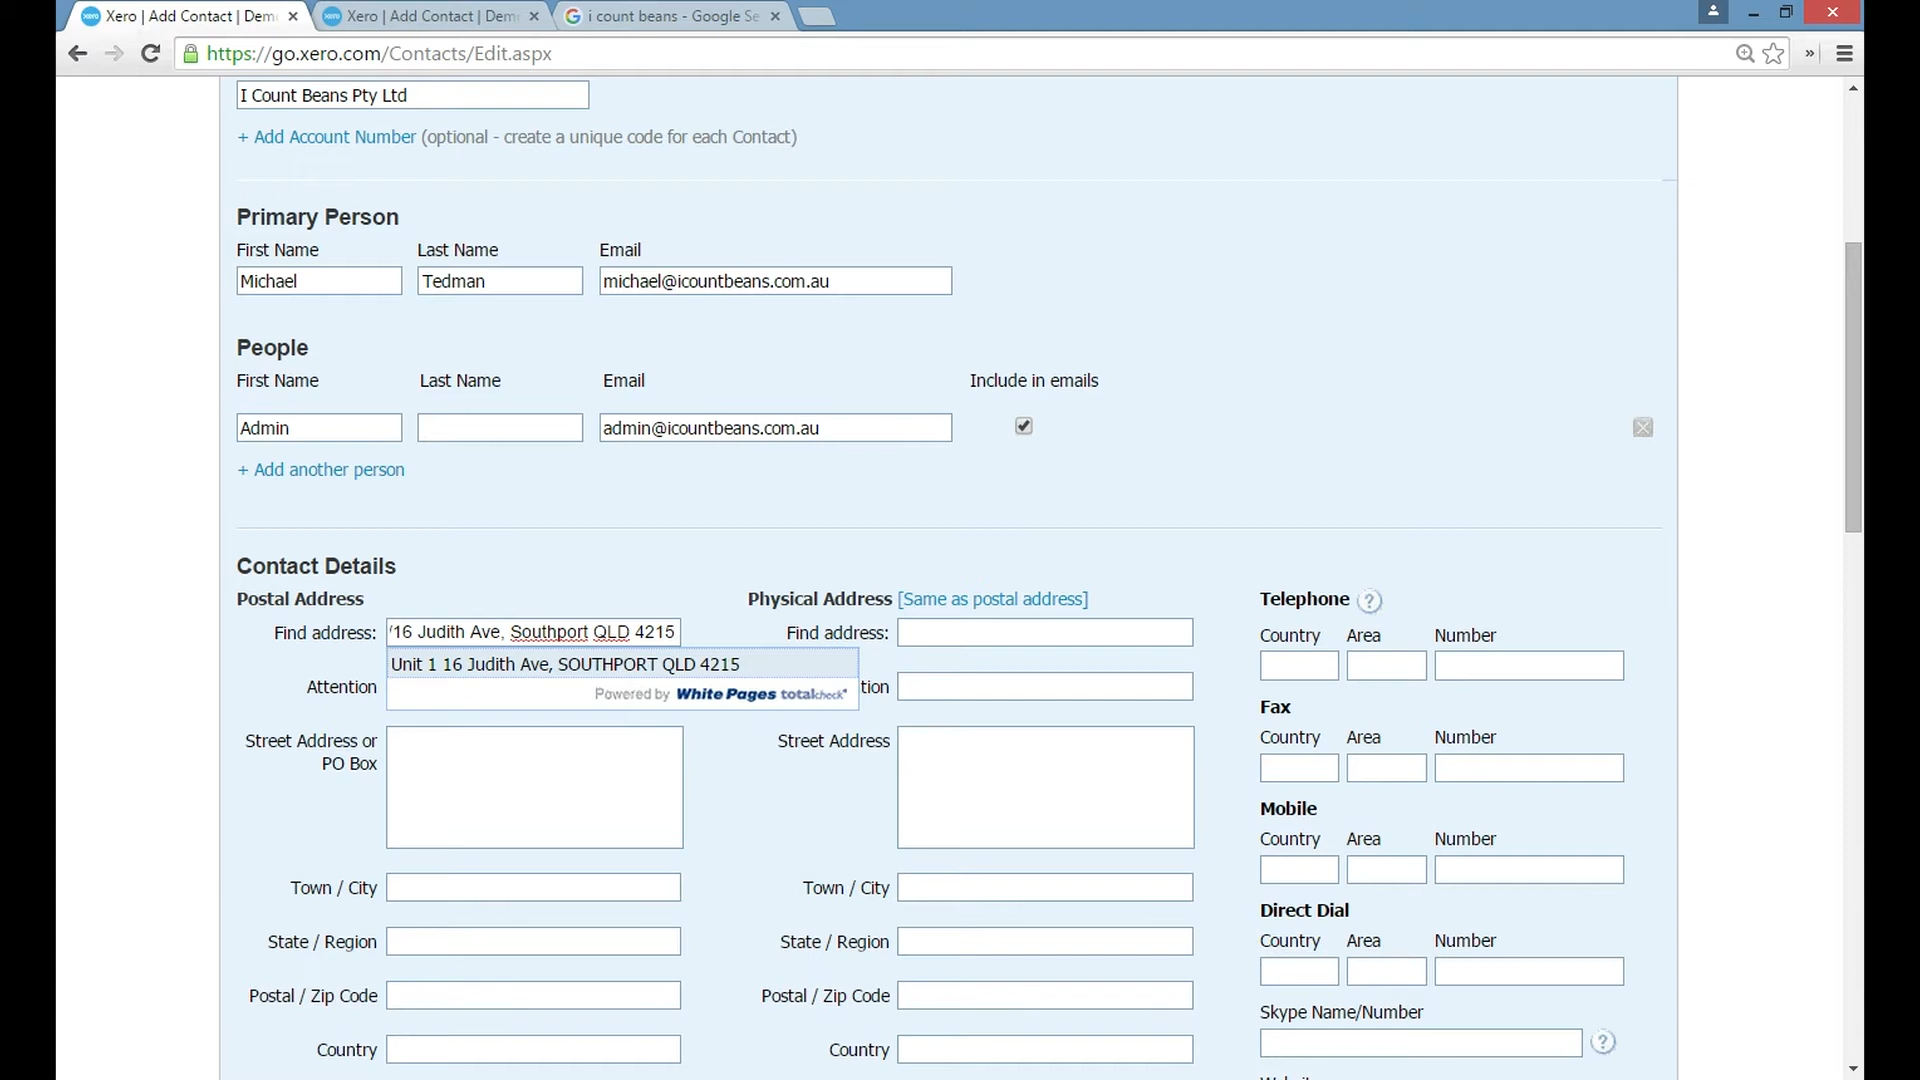 xero Xero | Add Contact | Dem
xero Xero | Add Contact | Dem
i count beans - Google Se
https://go.xero.com/Contacts/Edit.aspx
I Count Beans Pty Ltd
+ Add Account Number (optional - create a unique code for each Contact)
Primary Person
First Name Last Name Email
Michael Tedman michael@icountbeans.com.au
People
First Name Last Name Email Include in emails
Admin admin@icountbeans.com.au
+ Add another person
Contact Details
Postal Address Physical Address [Same as postal address] Telephone ?
Find address: /16 Judith Ave, Southport QLD 4215 Find address: Country Area Number
Unit 1 16 Judith Ave, SOUTHPORT QLD 4215
Attention Powered by White Pages totalcheck tion
Fax
Street Address or PO Box Street Address Country Area Number
Mobile
Country Area Number
Town / City Town / City
Direct Dial
State / Region State / Region Country Area Number
Postal / Zip Code Postal / Zip Code
Skype Name/Number
Country Country ?